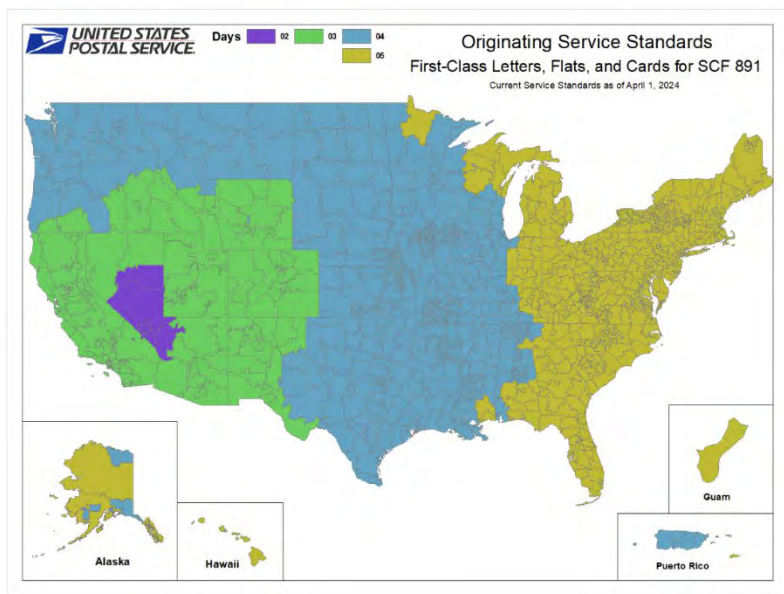 UNITED STATES
POSTAL SERVICE.
Days 02 03 04
05
Originating Service Standards
First-Class Letters, Flats, and Cards for SCF 891
Current Service Standards as of April 1, 2024
Alaska
Hawaii
Guam
Puerto Rico